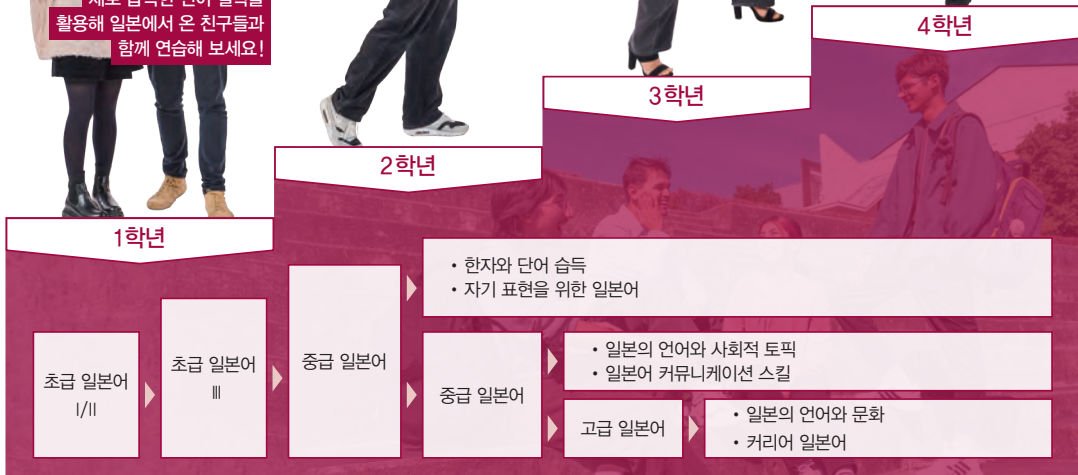 활용해 일본에서 온 친구들과
함께 연습해 보세요!
1학년
2학년
3학년
4학년
초급 일본어
I/II
초급 일본어
III
중급 일본어
• 한자와 단어 습득
• 자기 표현을 위한 일본어
중급 일본어
• 일본의 언어와 사회적 토픽
• 일본어 커뮤니케이션 스킬
고급 일본어
• 일본의 언어와 문화
• 커리어 일본어